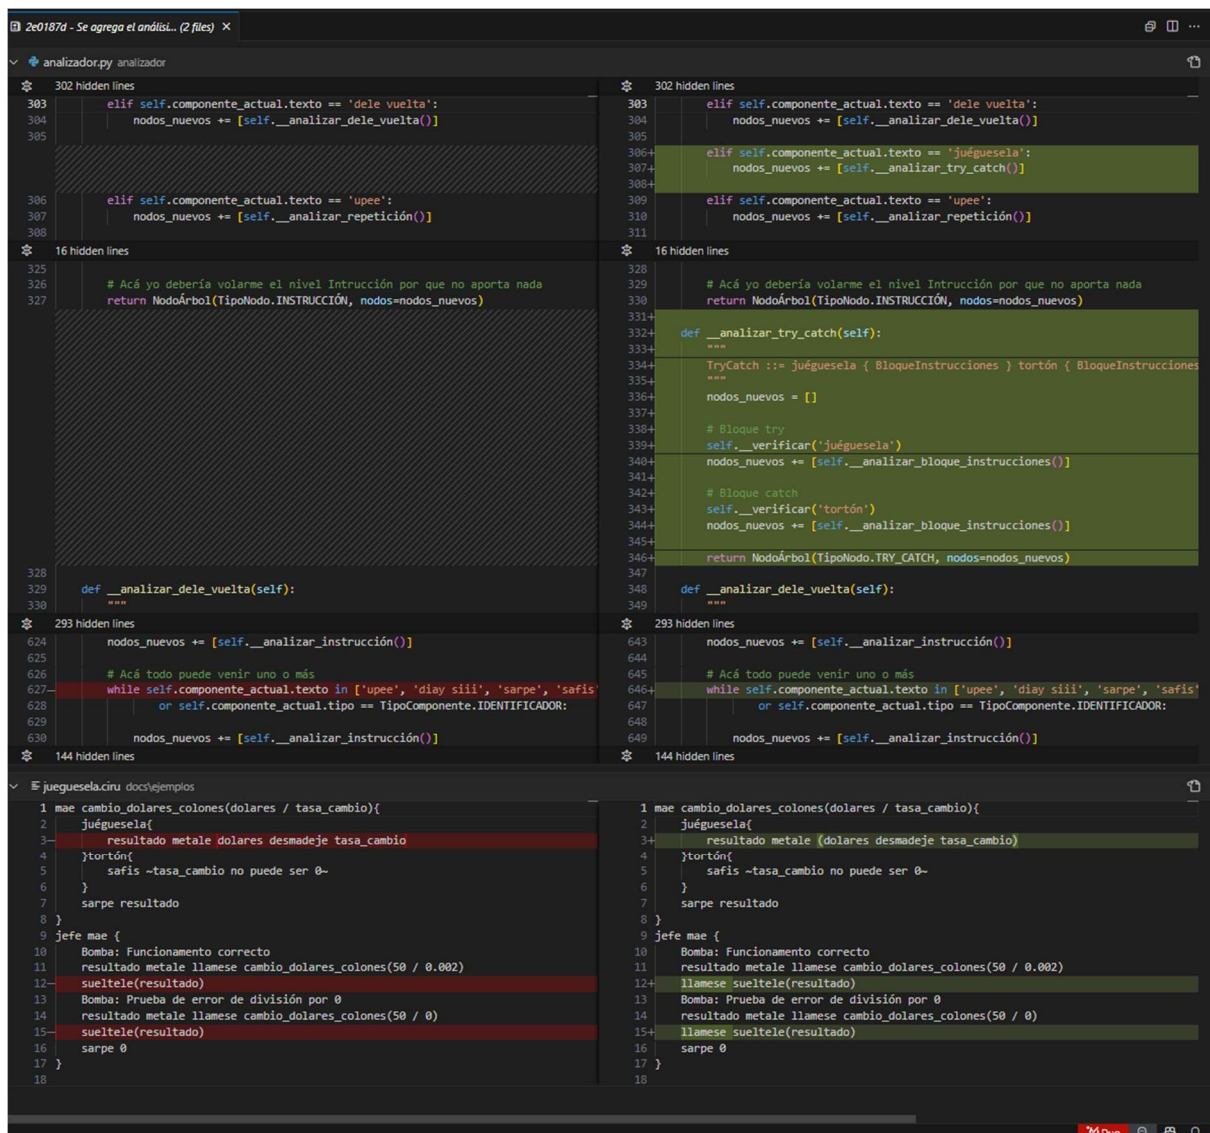 2e0187d - Se agrega el análisi... (2 files)
analizador.py analizador
302 hidden lines
303 elif self.componente_actual.texto == 'dele vuelta':
304 nodos_nuevos += [self.__analizar_dele_vuelta()]
305
306 elif self.componente_actual.texto == 'upee':
307 nodos_nuevos += [self.__analizar_repetición()]
308
16 hidden lines
325
326 # Acá yo debería volarme el nivel Intrucción por que no aporta nada
327 return NodoÁrbol(TipoNodo.INSTRUCCIÓN, nodos=nodos_nuevos)
328
329 def __analizar_dele_vuelta(self):
330 """
293 hidden lines
624 nodos_nuevos += [self.__analizar_instrucción()]
625
626 # Acá todo puede venir uno o más
627- while self.componente_actual.texto in ['upee', 'diay siii', 'sarpe', 'safis'
628 or self.componente_actual.tipo == TipoComponente.IDENTIFICADOR:
629
630 nodos_nuevos += [self.__analizar_instrucción()]
144 hidden lines
302 hidden lines
303 elif self.componente_actual.texto == 'dele vuelta':
304 nodos_nuevos += [self.__analizar_dele_vuelta()]
305
306+ elif self.componente_actual.texto == 'juéguesela':
307+ nodos_nuevos += [self.__analizar_try_catch()]
308+
309 elif self.componente_actual.texto == 'upee':
310 nodos_nuevos += [self.__analizar_repetición()]
311
16 hidden lines
328
329 # Acá yo debería volarme el nivel Intrucción por que no aporta nada
330 return NodoÁrbol(TipoNodo.INSTRUCCIÓN, nodos=nodos_nuevos)
331+
332+ def __analizar_try_catch(self):
333+ """
334+ TryCatch ::= juéguesela { BloqueInstrucciones } tortón { BloqueInstrucciones
335+ """
336+ nodos_nuevos = []
337+
338+ # Bloque try
339+ self.__verificar('juéguesela')
340+ nodos_nuevos += [self.__analizar_bloque_instrucciones()]
341+
342+ # Bloque catch
343+ self.__verificar('tortón')
344+ nodos_nuevos += [self.__analizar_bloque_instrucciones()]
345+
346+ return NodoÁrbol(TipoNodo.TRY_CATCH, nodos=nodos_nuevos)
347
348 def __analizar_dele_vuelta(self):
349 """
293 hidden lines
643 nodos_nuevos += [self.__analizar_instrucción()]
644
645 # Acá todo puede venir uno o más
646+ while self.componente_actual.texto in ['upee', 'diay siii', 'sarpe', 'safis'
647 or self.componente_actual.tipo == TipoComponente.IDENTIFICADOR:
648
649 nodos_nuevos += [self.__analizar_instrucción()]
144 hidden lines
jueguesela.ciru docs\ejemplos
1 mae cambio_dolares_colones(dolares / tasa_cambio){
2 juéguesela{
3- resultado metale dolares desmadeje tasa_cambio
4 }tortón{
5 safis ~tasa_cambio no puede ser 0~
6 }
7 sarpe resultado
8 }
9 jefe mae {
10 Bomba: Funcionamento correcto
11 resultado metale llamese cambio_dolares_colones(50 / 0.002)
12- sueltele(resultado)
13 Bomba: Prueba de error de división por 0
14 resultado metale llamese cambio_dolares_colones(50 / 0)
15- sueltele(resultado)
16 sarpe 0
17 }
18
1 mae cambio_dolares_colones(dolares / tasa_cambio){
2 juéguesela{
3+ resultado metale (dolares desmadeje tasa_cambio)
4 }tortón{
5 safis ~tasa_cambio no puede ser 0~
6 }
7 sarpe resultado
8 }
9 jefe mae {
10 Bomba: Funcionamento correcto
11 resultado metale llamese cambio_dolares_colones(50 / 0.002)
12+ llamese sueltele(resultado)
13 Bomba: Prueba de error de división por 0
14 resultado metale llamese cambio_dolares_colones(50 / 0)
15+ llamese sueltele(resultado)
16 sarpe 0
17 }
18